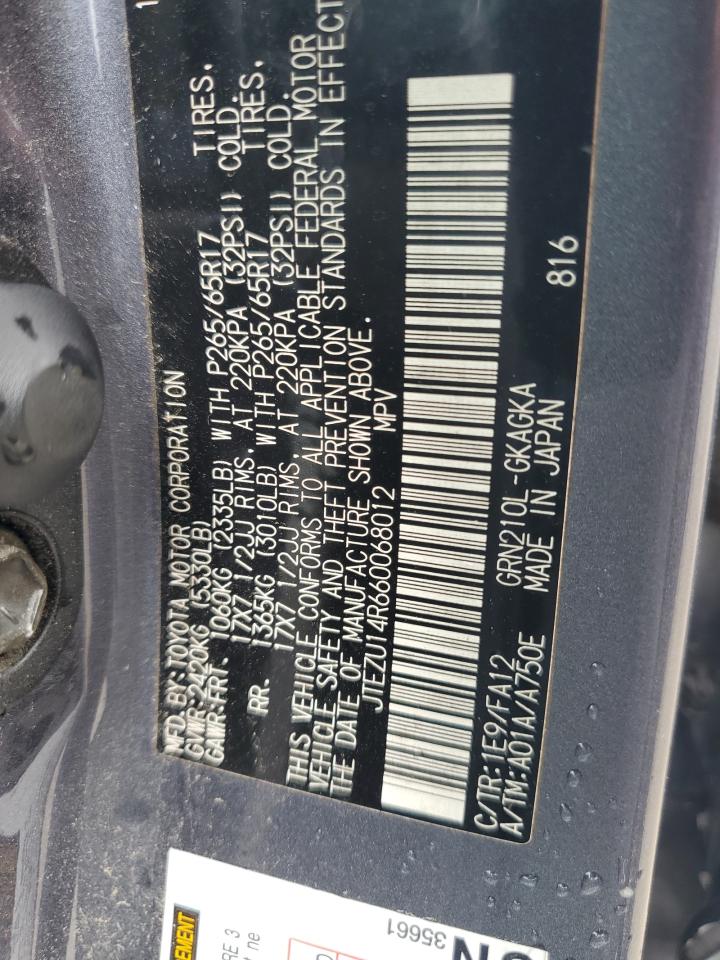 MFD. BY: TOYOTA MOTOR CORPORATION
GVWR: 2420KG (5330LB)
GAWR: FRT. 1060KG (2335LB) WITH P265/65R17 TIRES.
17X7 1/2JJ RIMS. AT 220KPA (32PSI) COLD.
RR. 1365KG (3010LB) WITH P265/65R17 TIRES.
17X7 1/2JJ RIMS. AT 220KPA (32PSI) COLD.
THIS VEHICLE CONFORMS TO ALL APPLICABLE FEDERAL MOTOR
VEHICLE SAFETY AND THEFT PREVENTION STANDARDS IN EFFECT
THE DATE OF MANUFACTURE SHOWN ABOVE.
JTEZU14R660068012 MPV
C/TR:1E9/FA12 GRN210L-GKAGKA 816
A/TM:A01A/A750E MADE IN JAPAN
35661